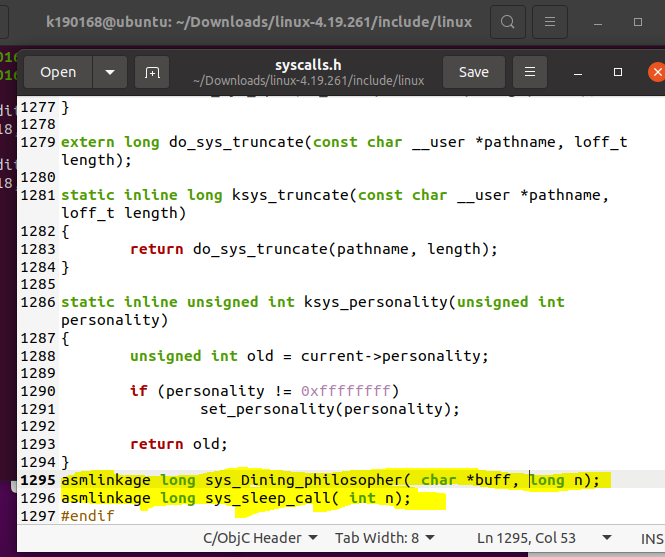 k190168@ubuntu: ~/Downloads/linux-4.19.261/include/linux
Open
syscalls.h
~/Downloads/linux-4.19.261/include/linux
Save
1277 }
1278
1279 extern long do_sys_truncate(const char __user *pathname, loff_t
length);
1280
1281 static inline long ksys_truncate(const char __user *pathname,
loff_t length)
1282 {
1283 return do_sys_truncate(pathname, length);
1284 }
1285
1286 static inline unsigned int ksys_personality(unsigned int
personality)
1287 {
1288 unsigned int old = current->personality;
1289
1290 if (personality != 0xffffffff)
1291 set_personality(personality);
1292
1293 return old;
1294 }
1295 asmlinkage long sys_Dining_philosopher( char *buff, long n);
1296 asmlinkage long sys_sleep_call( int n);
1297 #endif
C/ObjC Header Tab Width: 8 Ln 1295, Col 53 INS